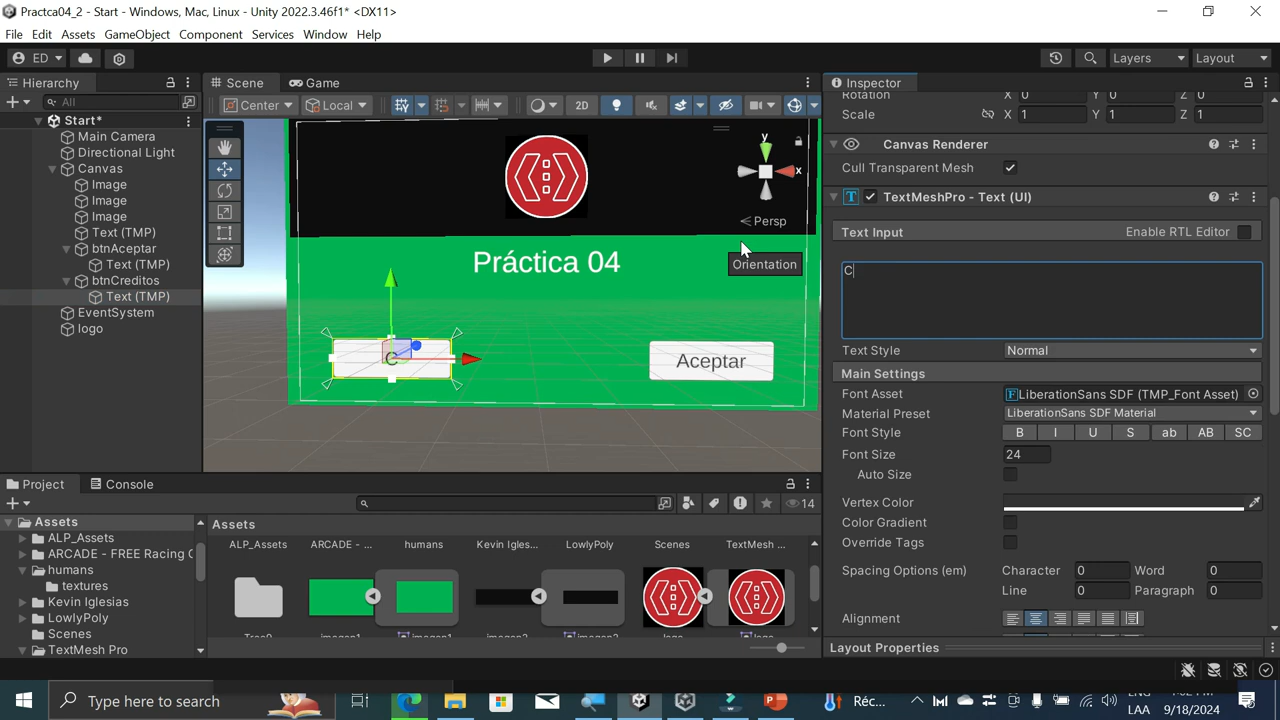 Practca04_2 - Start - Windows, Mac, Linux - Unity 2022.3.46f1* <DX11>
File Edit Assets GameObject Component Services Window Help
ED Layers Layout
Hierarchy Scene Game Inspector
All Center Local 2D
Rotation X 0 Y 0 Z 0
Scale X 1 Y 1 Z 1
Start*
Main Camera
Directional Light
Canvas
Image
Image
Image
Text (TMP)
btnAceptar
Text (TMP)
btnCreditos
Text (TMP)
EventSystem
logo
y
x
Persp
Orientation
Práctica 04
C
Aceptar
Canvas Renderer
Cull Transparent Mesh
TextMeshPro - Text (UI)
Text Input Enable RTL Editor
C
Text Style Normal
Main Settings
Font Asset LiberationSans SDF (TMP_Font Asset)
Material Preset LiberationSans SDF Material
Font Style B I U S ab AB SC
Font Size 24
Auto Size
Vertex Color
Color Gradient
Override Tags
Spacing Options (em) Character 0 Word 0
Line 0 Paragraph 0
Alignment
Layout Properties
Project Console
14
Assets
ALP_Assets
ARCADE - FREE Racing
humans
textures
Kevin Iglesias
LowlyPoly
Scenes
TextMesh Pro
Assets
ALP_Assets ARCADE - ... humans Kevin Igles... LowlyPoly Scenes TextMesh ...
Type here to search
Réc...
LAA 9/18/2024